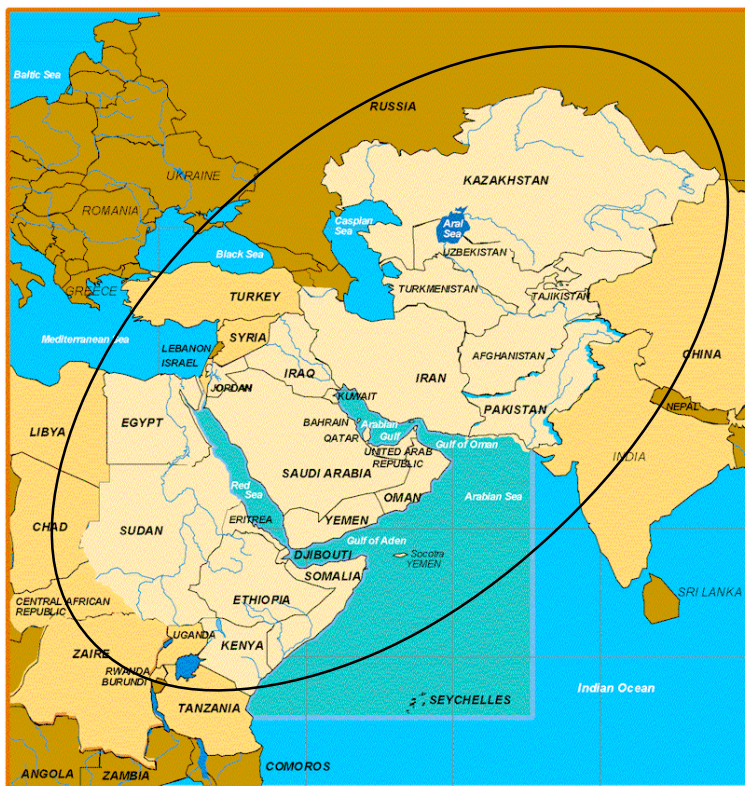 Baltic Sea
RUSSIA
UKRAINE
KAZAKHSTAN
ROMANIA
Caspian
Sea
Aral
Sea
Black Sea
UZBEKISTAN
GREECE
TURKEY
TURKMENISTAN
TAJIKISTAN
Mediterranean Sea
SYRIA
LEBANON
ISRAEL
AFGHANISTAN
CHINA
IRAQ
IRAN
JORDAN
KUWAIT
PAKISTAN
NEPAL
EGYPT
BAHRAIN
Arabian
Gulf
LIBYA
QATAR
Gulf of Oman
UNITED ARAB
REPUBLIC
INDIA
SAUDI ARABIA
Red
Sea
OMAN
Arabian Sea
ERITREA
YEMEN
CHAD
SUDAN
Gulf of Aden
DJIBOUTI
Socotra
YEMEN
SOMALIA
SRI LANKA
CENTRAL AFRICAN
REPUBLIC
ETHIOPIA
UGANDA
KENYA
ZAIRE
RWANDA
BURUNDI
Indian Ocean
SEYCHELLES
TANZANIA
COMOROS
ANGOLA
ZAMBIA